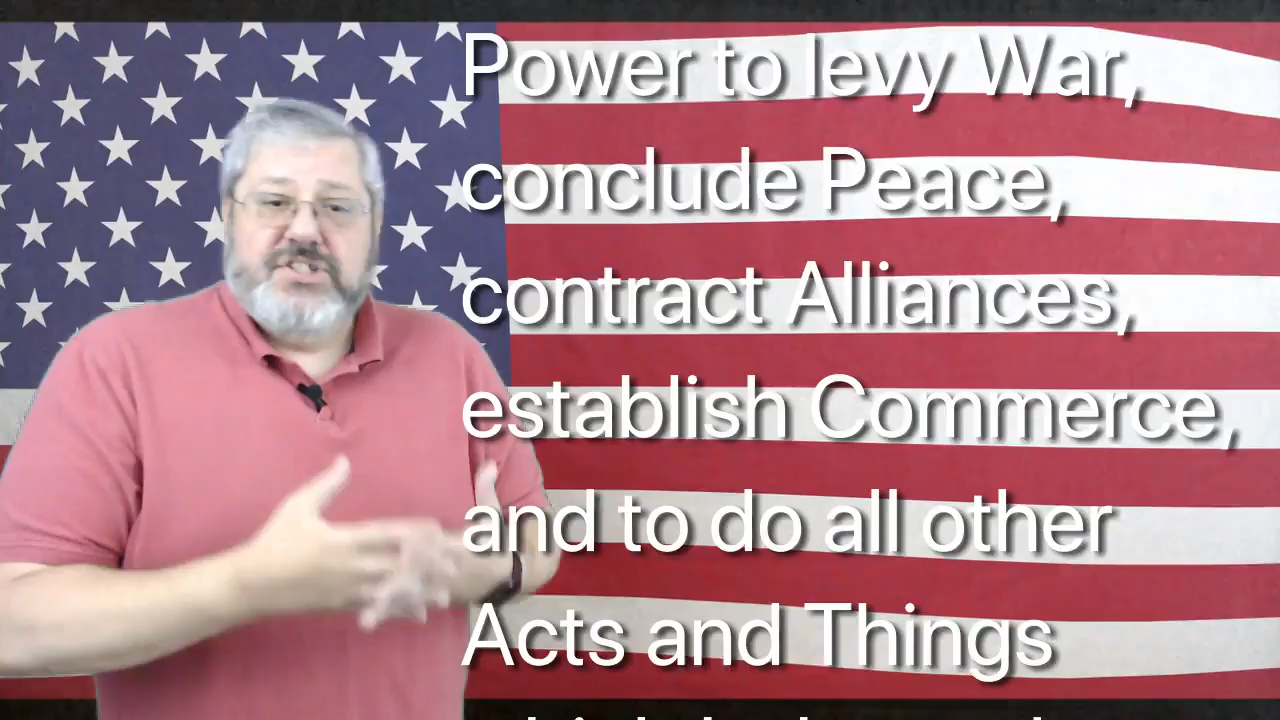 Power to levy War,
conclude Peace,
contract Alliances,
establish Commerce,
and to do all other
Acts and Things